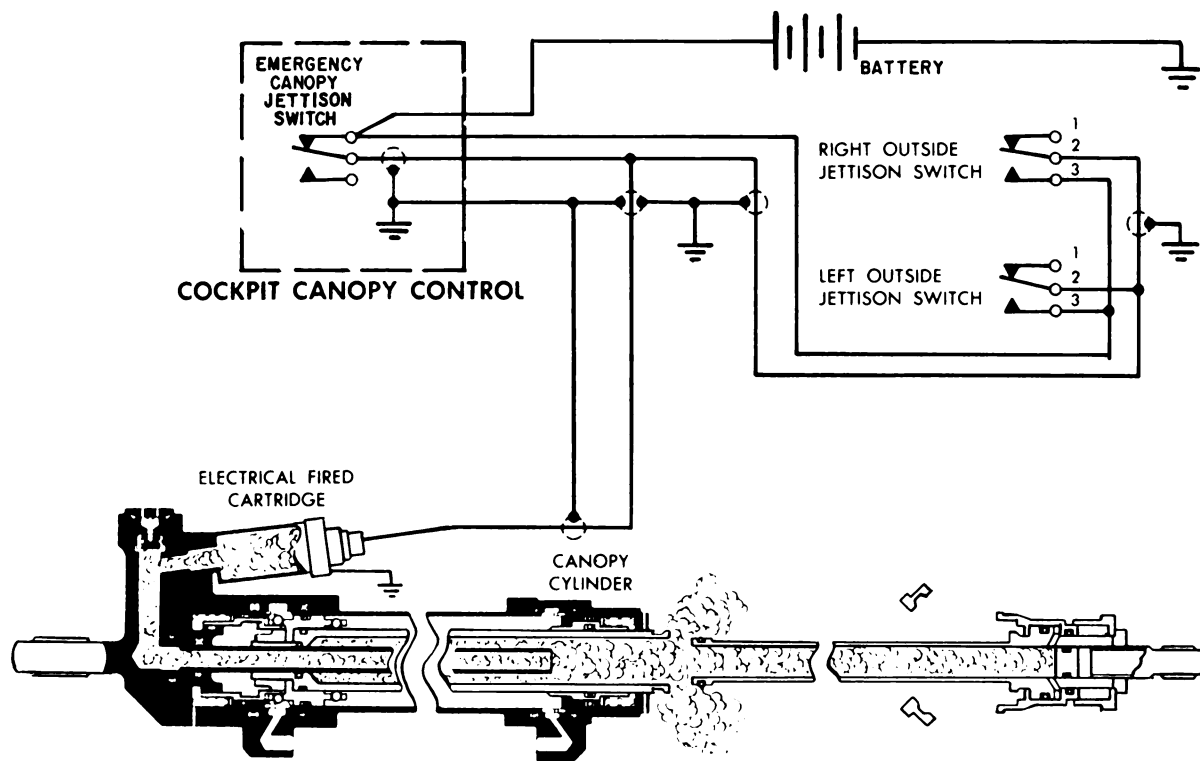 EMERGENCY
CANOPY
JETTISON
SWITCH
BATTERY
COCKPIT CANOPY CONTROL
RIGHT OUTSIDE
JETTISON SWITCH
1
2
3
LEFT OUTSIDE
JETTISON SWITCH
1
2
3
ELECTRICAL FIRED
CARTRIDGE
CANOPY
CYLINDER